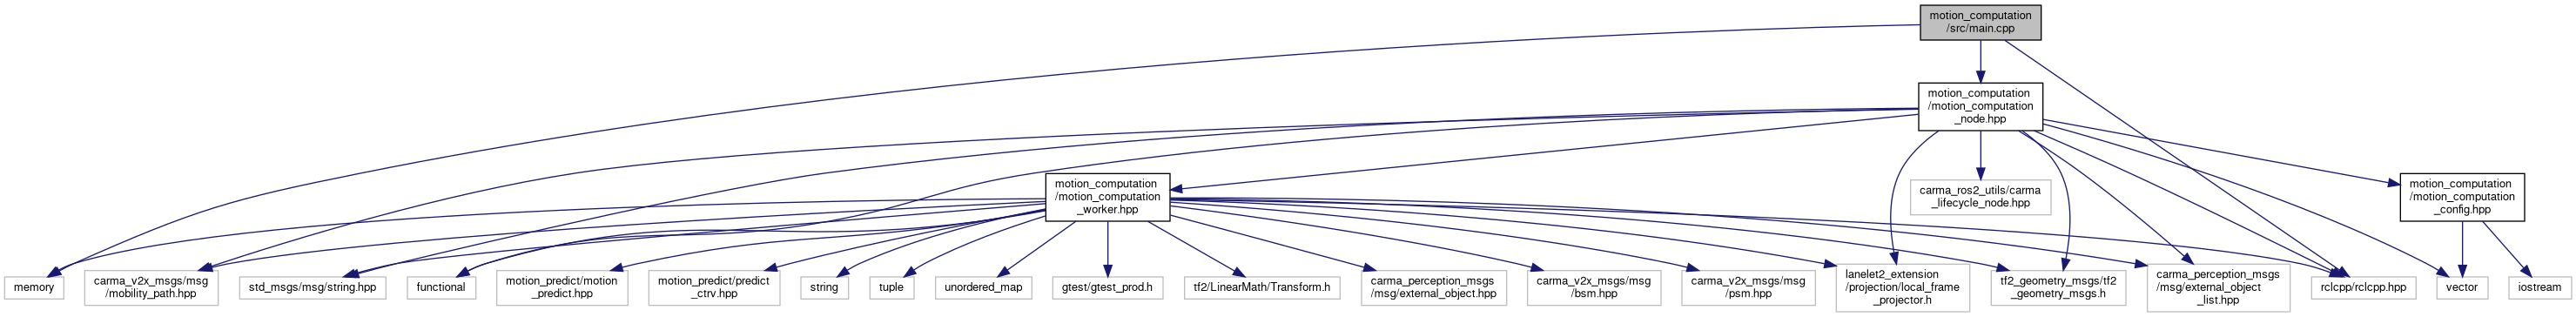 motion_computation
/src/main.cpp
motion_computation
/motion_computation
_node.hpp
motion_computation
/motion_computation
_worker.hpp
carma_ros2_utils/carma
_lifecycle_node.hpp
motion_computation
/motion_computation
_config.hpp
memory
carma_v2x_msgs/msg
/mobility_path.hpp
std_msgs/msg/string.hpp
functional
motion_predict/motion
_predict.hpp
motion_predict/predict
_ctrv.hpp
string
tuple
unordered_map
gtest/gtest_prod.h
tf2/LinearMath/Transform.h
carma_perception_msgs
/msg/external_object.hpp
carma_v2x_msgs/msg
/bsm.hpp
carma_v2x_msgs/msg
/psm.hpp
lanelet2_extension
/projection/local_frame
_projector.h
tf2_geometry_msgs/tf2
_geometry_msgs.h
carma_perception_msgs
/msg/external_object
_list.hpp
rclcpp/rclcpp.hpp
vector
iostream